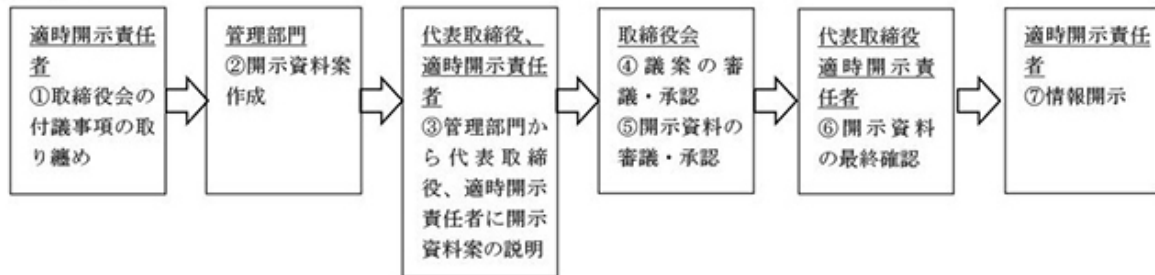 適時開示責任
者
①取締役会の
付議事項の取
り纏め
管理部門
②開示資料案
作成
代表取締役、
適時開示責任
者
③管理部門か
ら代表取締
役、適時開示
責任者に開示
資料案の説明
取締役会
④議案の審
議・承認
⑤開示資料の
審議・承認
代表取締役
適時開示責
任者
⑥開示資料
の最終確認
適時開示責任
者
⑦情報開示